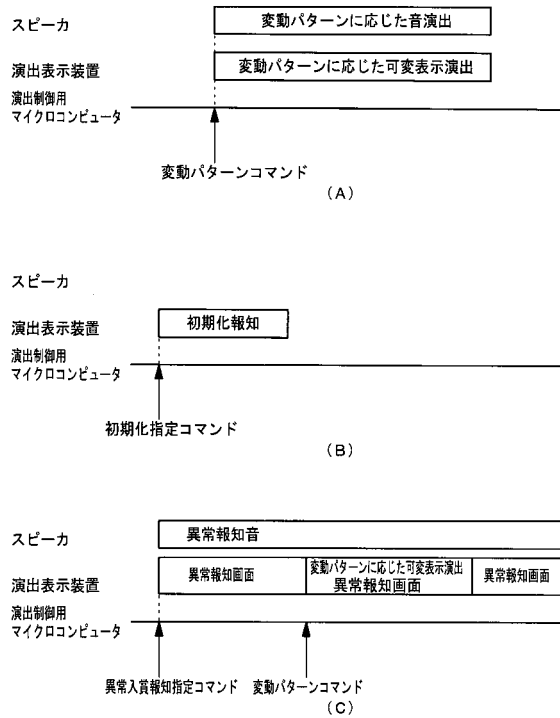 スピーカ
変動パターンに応じた音演出
演出表示装置
変動パターンに応じた可変表示演出
演出制御用
マイクロコンピュータ
変動パターンコマンド
(A)
スピーカ
演出表示装置
初期化報知
演出制御用
マイクロコンピュータ
初期化指定コマンド
(B)
スピーカ
異常報知音
演出表示装置
異常報知画面
変動パターンに応じた可変表示演出
異常報知画面
異常報知画面
演出制御用
マイクロコンピュータ
異常入賞報知指定コマンド
変動パターンコマンド
(C)